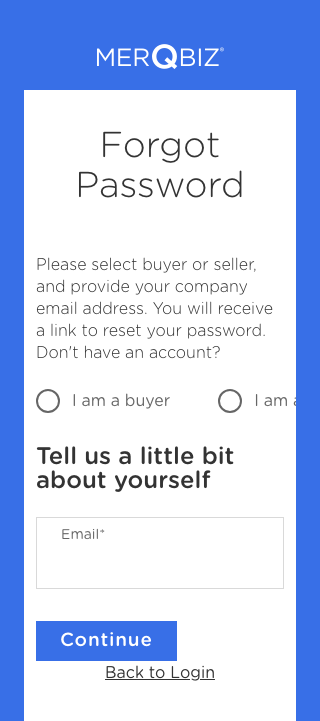 MERQBIZ®
Forgot
Password
Please select buyer or seller,
and provide your company
email address. You will receive
a link to reset your password.
Don't have an account?
I am a buyer
I am
Tell us a little bit
about yourself
Email*
Continue
Back to Login